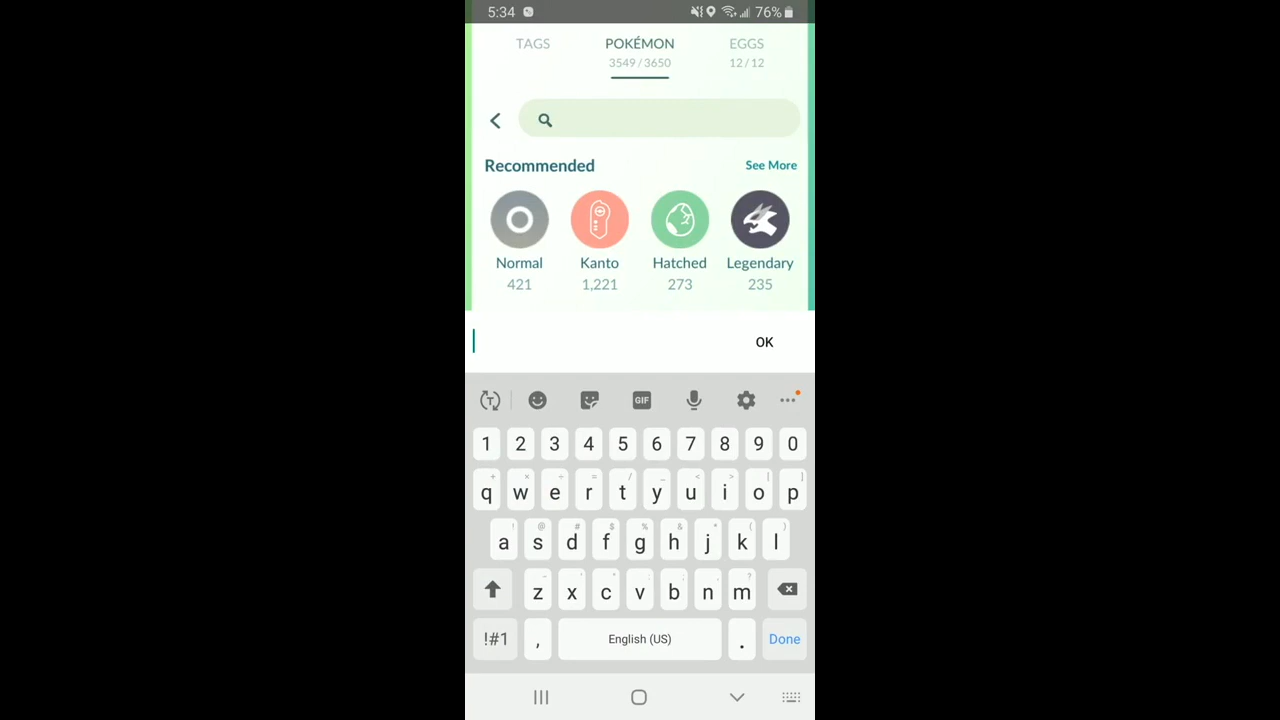 5:34 76%
TAGS POKÉMON EGGS
3549 / 3650 12 / 12
Recommended See More
Normal Kanto Hatched Legendary
421 1,221 273 235
OK
GIF
1 2 3 4 5 6 7 8 9 0
+ × ÷ = / _ < > [ ]
q w e r t y u i o p
! @ # $ % & * ( )
a s d f g h j k l
- ' " : ; , ?
z x c v b n m
!#1 , English (US) . Done